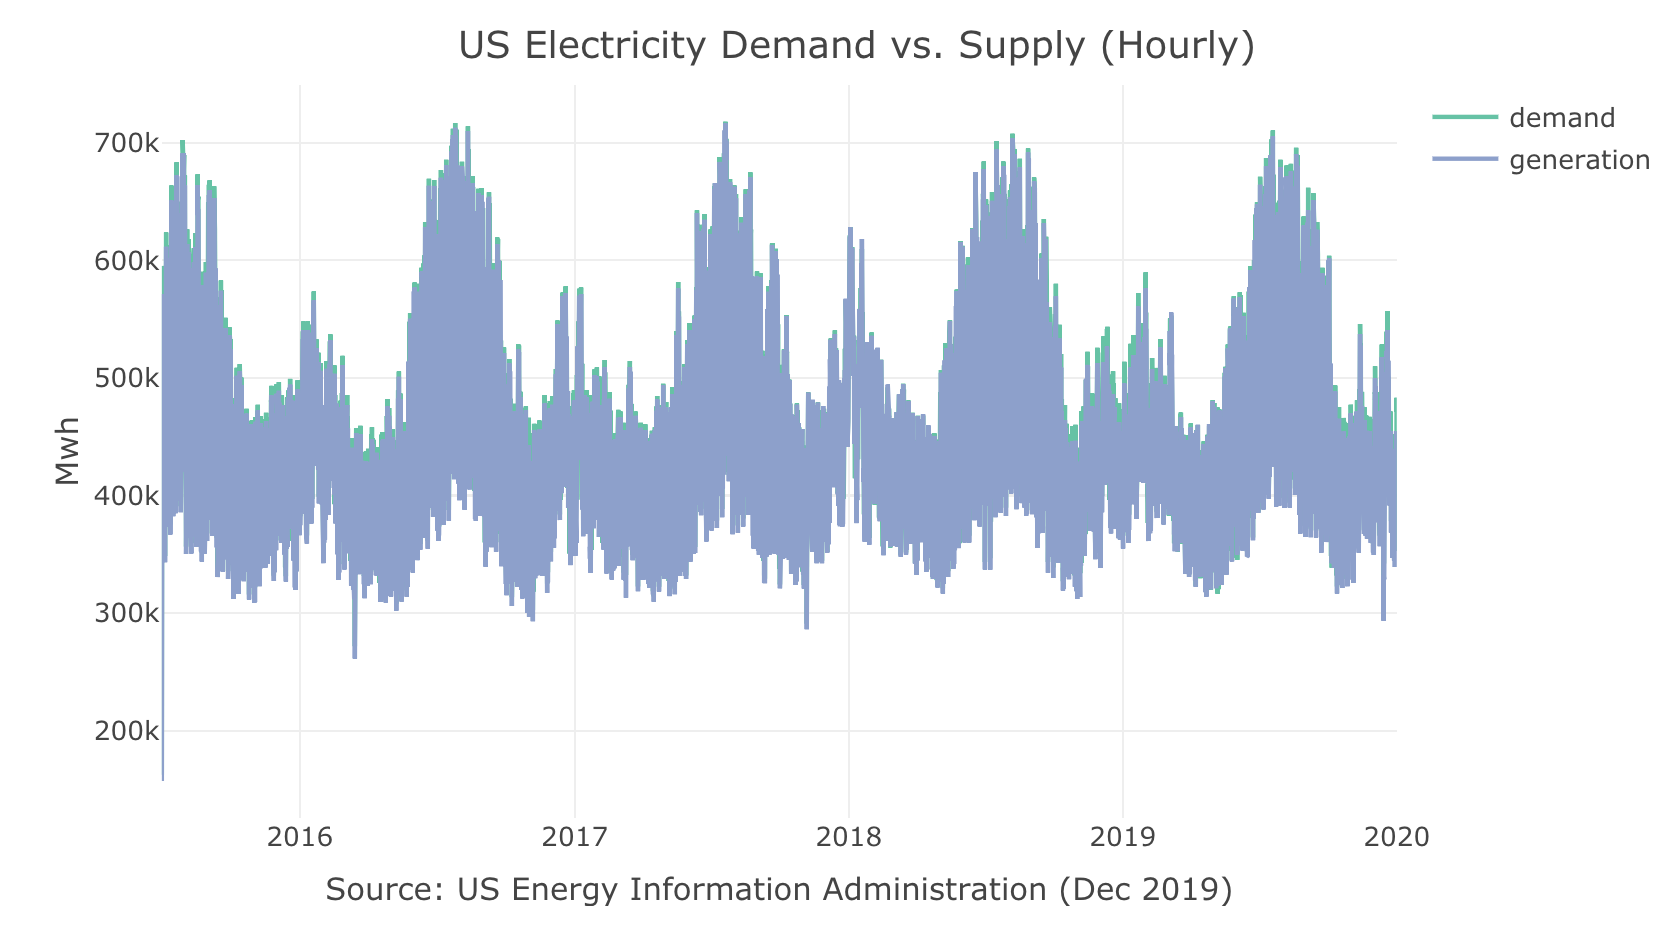 US Electricity Demand vs. Supply (Hourly)
demand
generation
700k
600k
500k
400k
300k
200k
Mwh
2016
2017
2018
2019
2020
Source: US Energy Information Administration (Dec 2019)